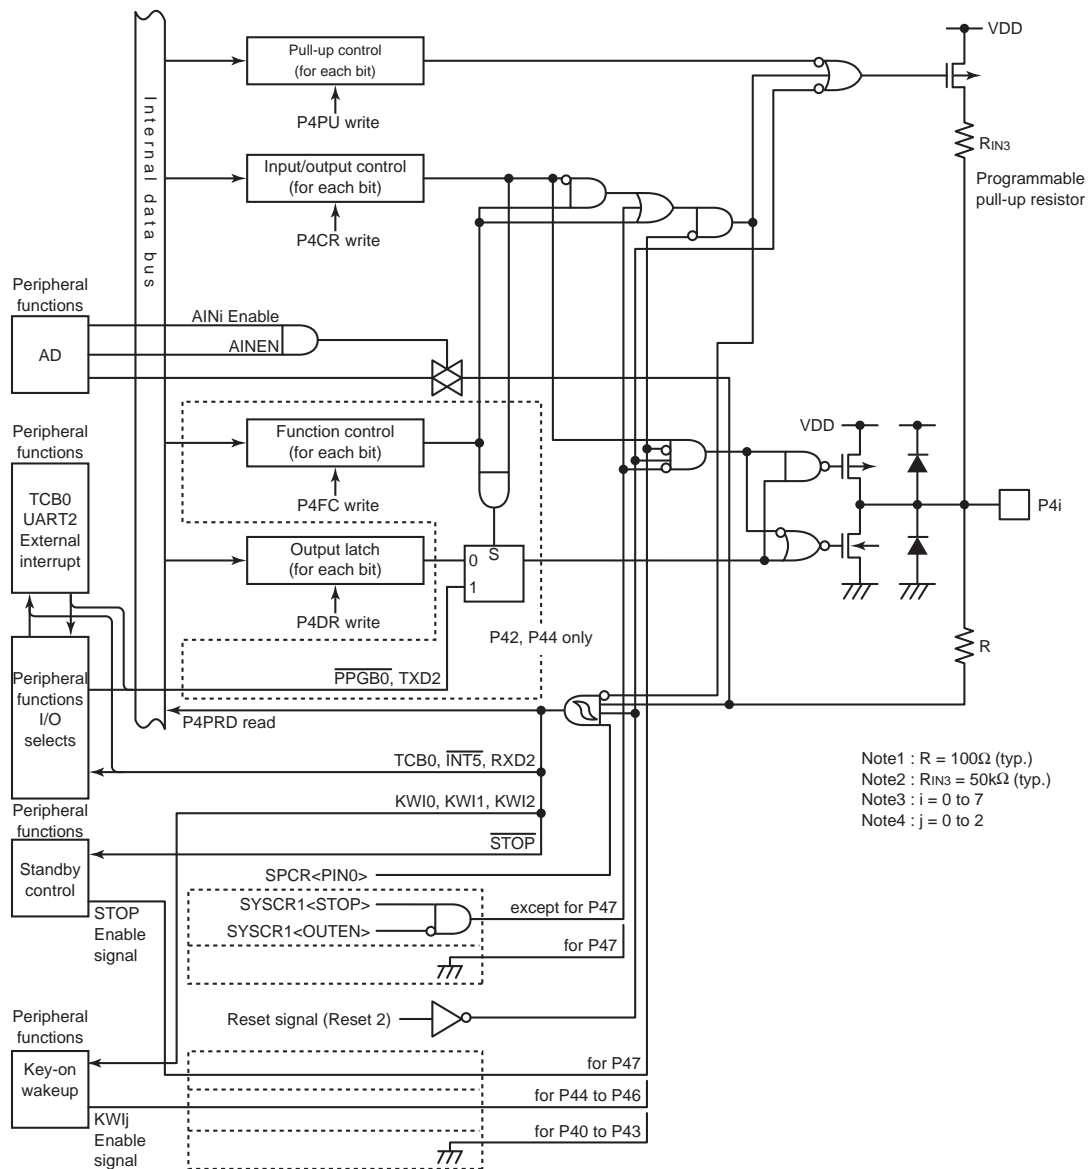 VDD
Pull-up control
(for each bit)
P4PU write
RIN3
Programmable
pull-up resistor
Internal data bus
Input/output control
(for each bit)
P4CR write
Peripheral
functions
AD
AINi Enable
AINEN
Peripheral
functions
TCB0
UART2
External
interrupt
Function control
(for each bit)
P4FC write
VDD
P4i
Output latch
(for each bit)
P4DR write
0
S
1
P42, P44 only
R
Peripheral
functions
I/O
selects
PPGB0, TXD2
P4PRD read
TCB0, INT5, RXD2
KWI0, KWI1, KWI2
STOP
Note1 : R = 100Ω (typ.)
Note2 : RIN3 = 50kΩ (typ.)
Note3 : i = 0 to 7
Note4 : j = 0 to 2
Peripheral
functions
Standby
control
STOP
Enable
signal
SPCR<PIN0>
SYSCR1<STOP>
SYSCR1<OUTEN>
except for P47
for P47
Reset signal (Reset 2)
Peripheral
functions
Key-on
wakeup
KWIj
Enable
signal
for P47
for P44 to P46
for P40 to P43